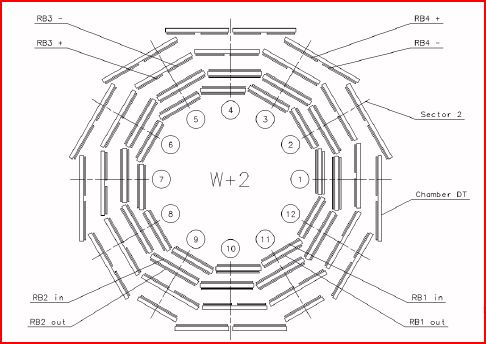 RB3 -
RB4 +
RB3 +
RB4 -
4
5
3
Sector 2
6
2
7
W+2
1
Chamber DT
8
12
9
11
10
RB2 in
RB1 in
RB2 out
RB1 out